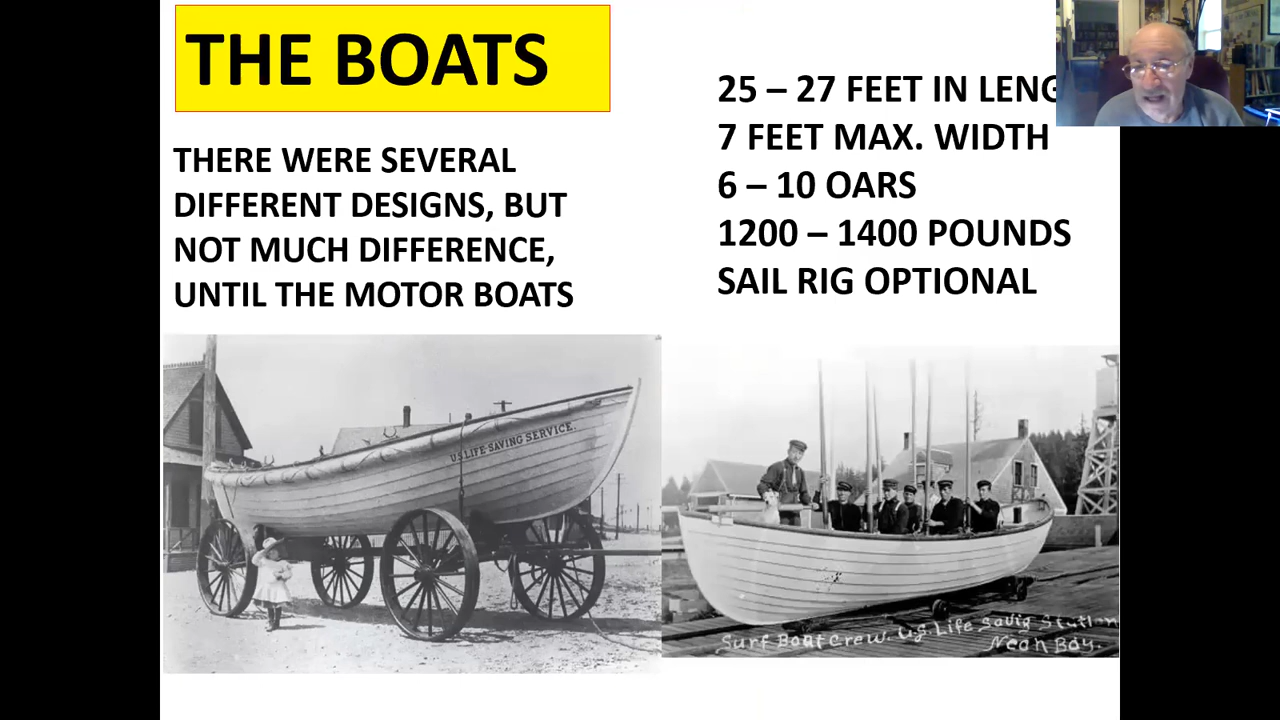 THE BOATS
THERE WERE SEVERAL
DIFFERENT DESIGNS, BUT
NOT MUCH DIFFERENCE,
UNTIL THE MOTOR BOATS
25 – 27 FEET IN LENG
7 FEET MAX. WIDTH
6 – 10 OARS
1200 – 1400 POUNDS
SAIL RIG OPTIONAL
U.S. LIFE-SAVING SERVICE.
Surf Boat Crew. U.S. Life Savig Station
Neah Bay.